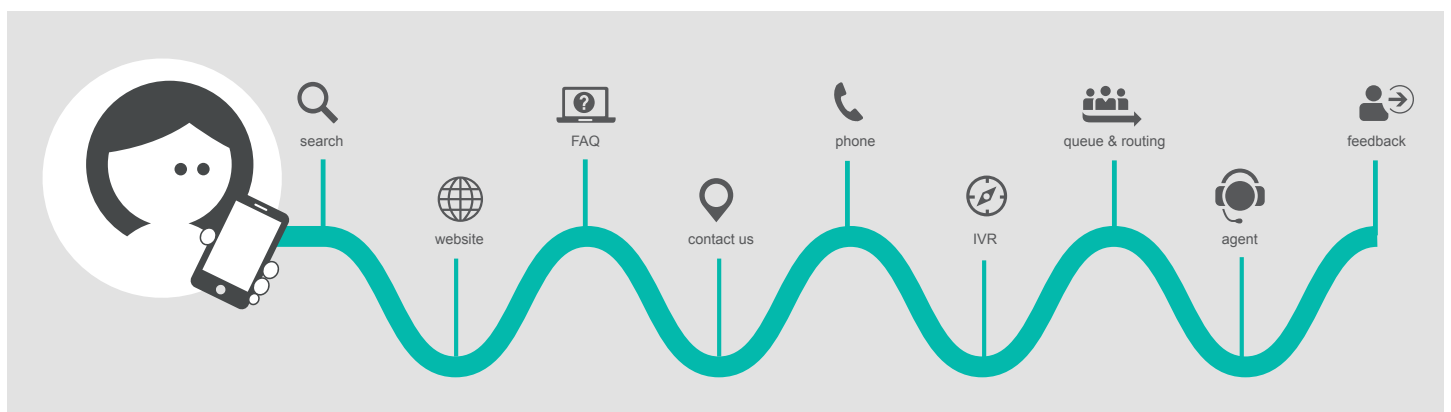 search
website
FAQ
contact us
phone
IVR
queue & routing
agent
feedback